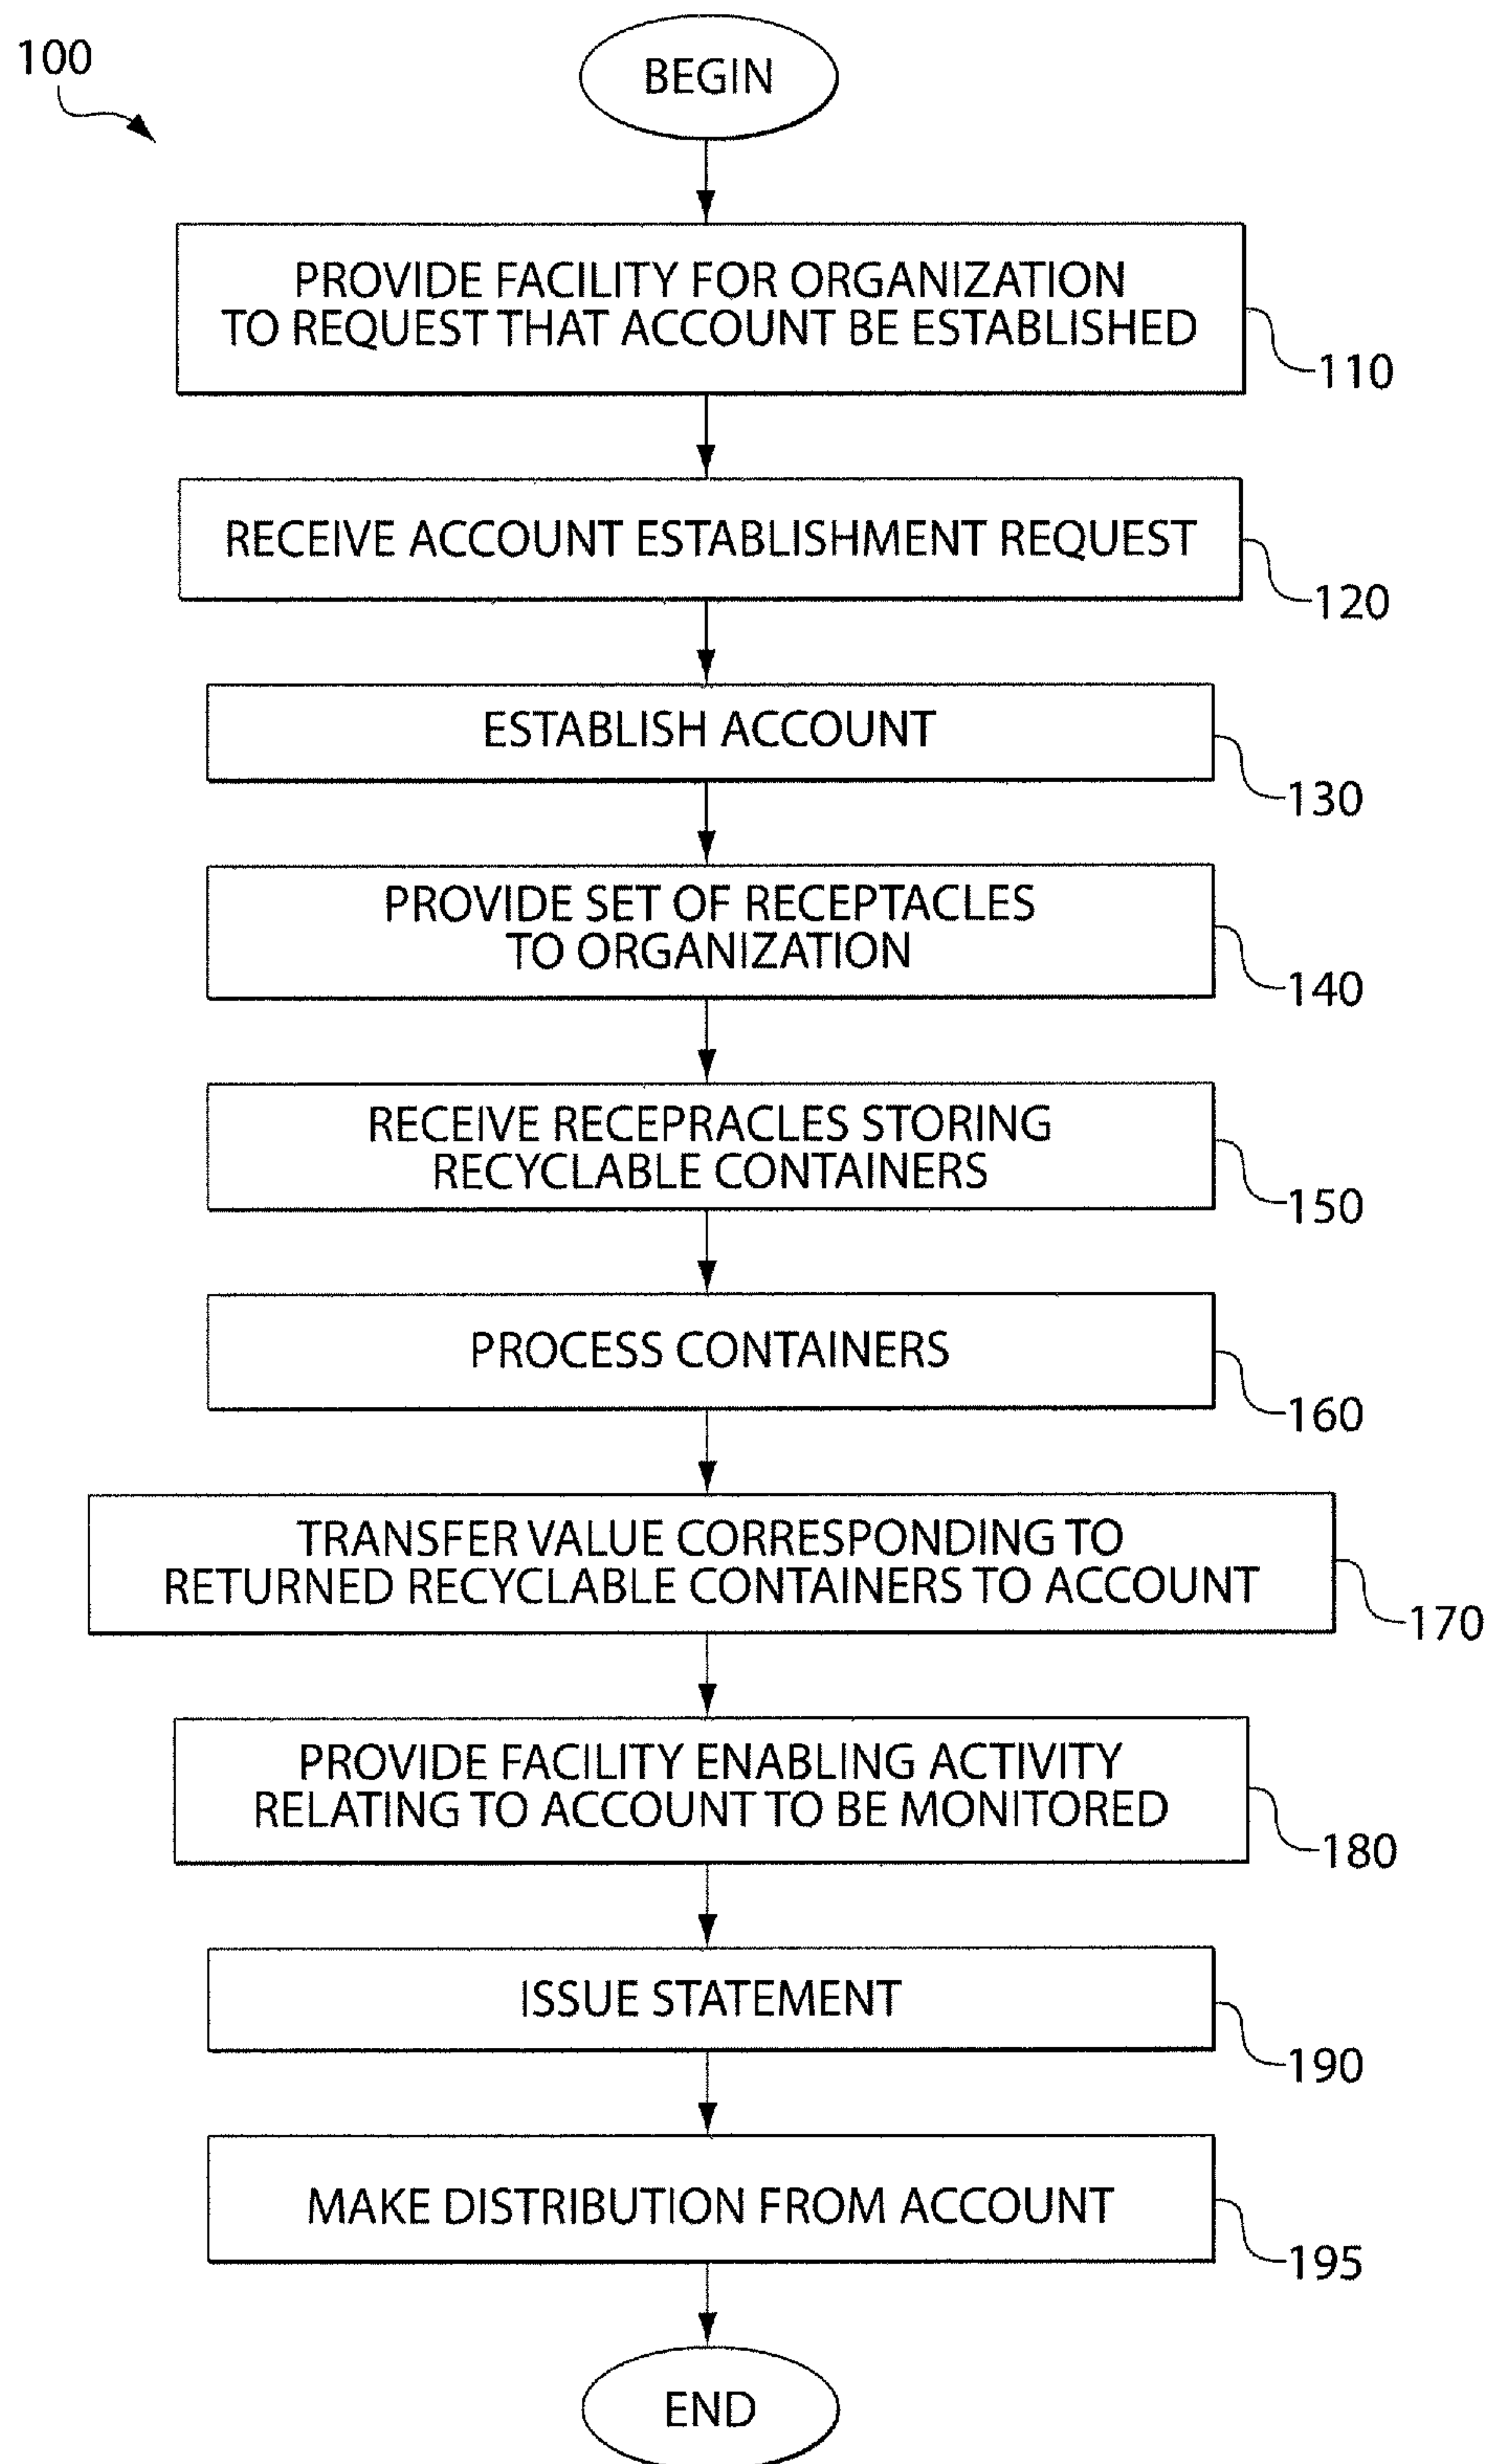 100
BEGIN
PROVIDE FACILITY FOR ORGANIZATION
TO REQUEST THAT ACCOUNT BE ESTABLISHED
110
RECEIVE ACCOUNT ESTABLISHMENT REQUEST
120
ESTABLISH ACCOUNT
130
PROVIDE SET OF RECEPTACLES
TO ORGANIZATION
140
RECEIVE RECEPRACLES STORING
RECYCLABLE CONTAINERS
150
PROCESS CONTAINERS
160
TRANSFER VALUE CORRESPONDING TO
RETURNED RECYCLABLE CONTAINERS TO ACCOUNT
170
PROVIDE FACILITY ENABLING ACTIVITY
RELATING TO ACCOUNT TO BE MONITORED
180
ISSUE STATEMENT
190
MAKE DISTRIBUTION FROM ACCOUNT
195
END